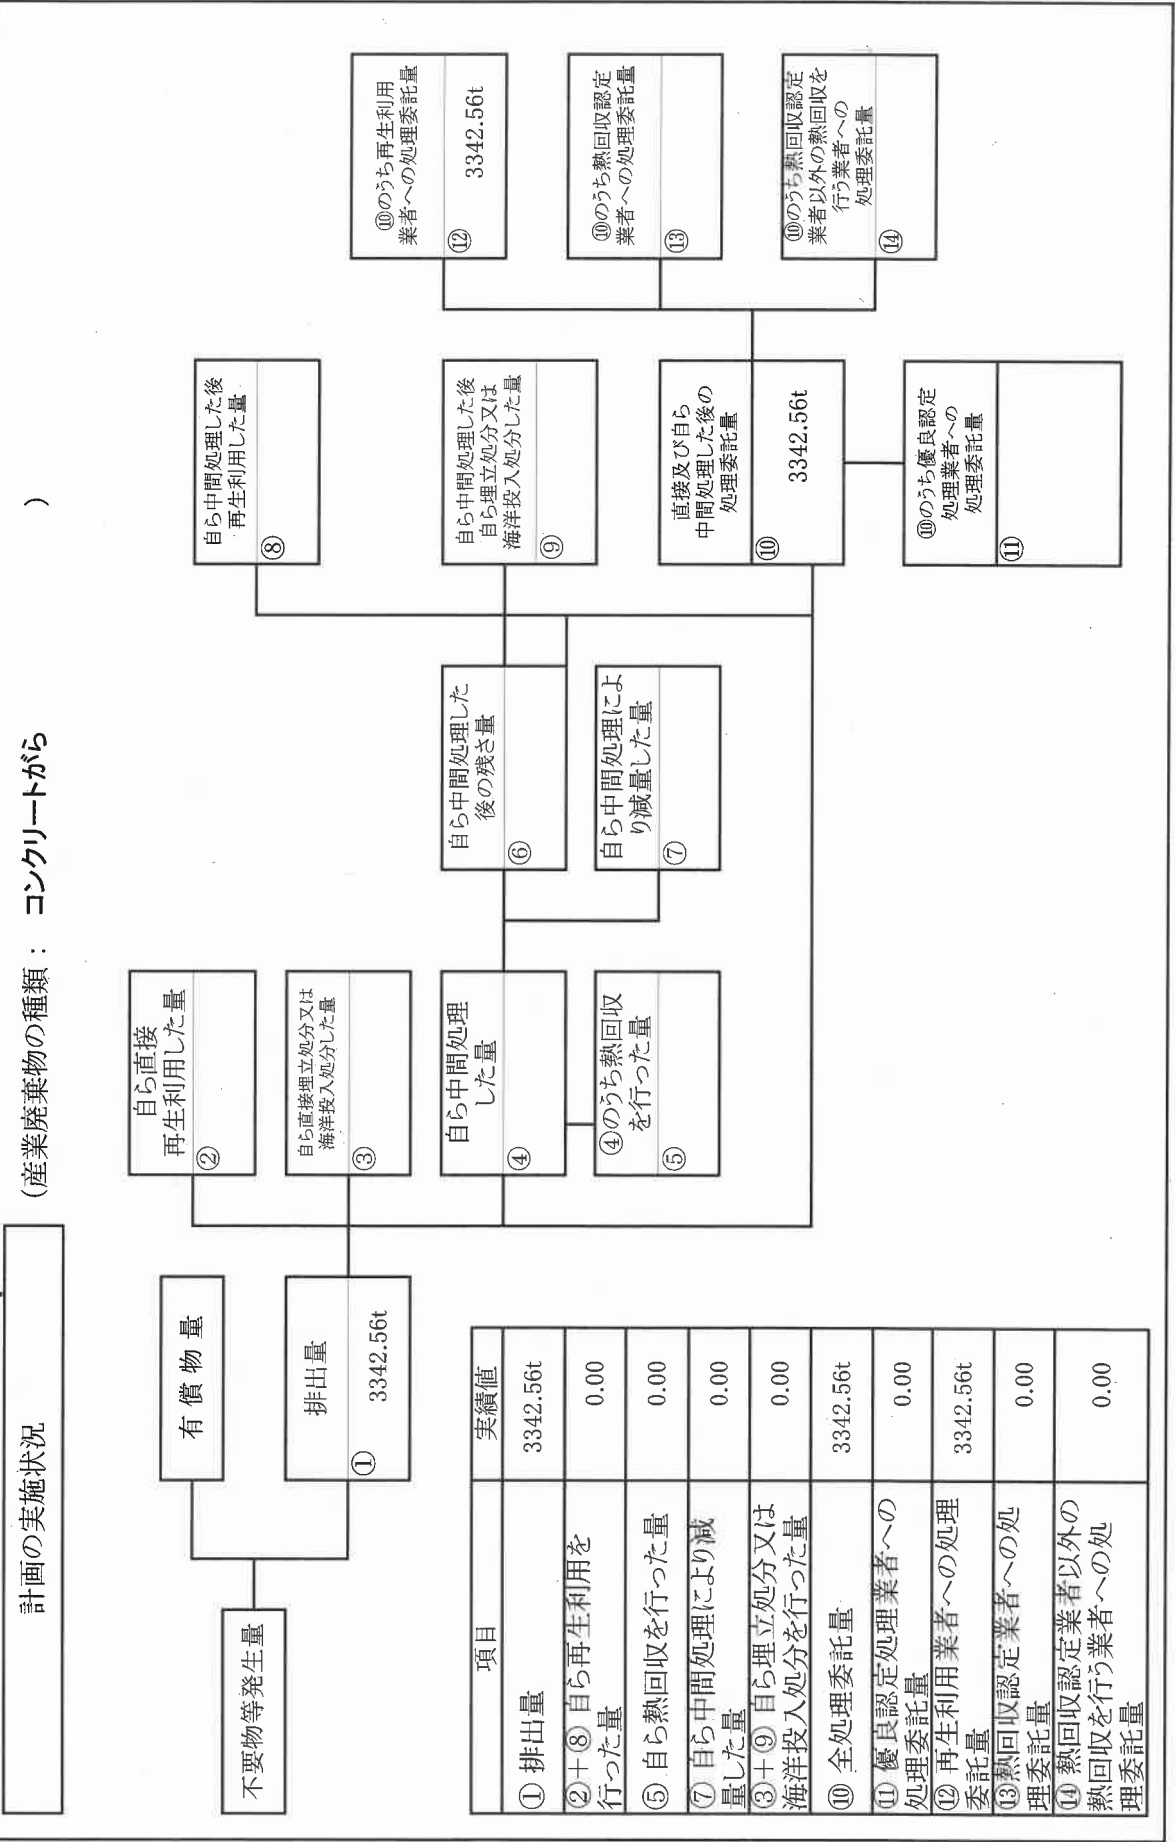 計画の実施状況
(産業廃棄物の種類： コンクリートがら
)
不要物等発生量
有償物量
排出量
①
3342.56t
自ら直接
再生利用した量
②
自ら直接埋立処分又は
海洋投入処分した量
③
自ら中間処理
した量
④
④のうち熱回収
を行った量
⑤
自ら中間処理した
後の残さ量
⑥
自ら中間処理によ
り減量した量
⑦
自ら中間処理した後
再生利用した量
⑧
自ら中間処理した後
自ら埋立処分又は
海洋投入処分した量
⑨
直接及び自ら
中間処理した後の
処理委託量
⑩
3342.56t
⑩のうち優良認定
処理業者への
処理委託量
⑪
⑩のうち再生利用
業者への処理委託量
⑫
3342.56t
⑩のうち熱回収認定
業者への処理委託量
⑬
⑩のうち熱回収認定
業者以外の熱回収を
行う業者への
処理委託量
⑭
項目 実績値
① 排出量 3342.56t
②＋⑧ 自ら再生利用を
行った量 0.00
⑤ 自ら熱回収を行った量 0.00
⑦ 自ら中間処理により減
量した量 0.00
③＋⑨ 自ら埋立処分又は
海洋投入処分を行った量 0.00
⑩ 全処理委託量 3342.56t
⑪ 優良認定処理業者への
処理委託量 0.00
⑫ 再生利用業者への処理
委託量 3342.56t
⑬熱回収認定業者への処
理委託量 0.00
⑭ 熱回収認定業者以外の
熱回収を行う業者への処
理委託量 0.00